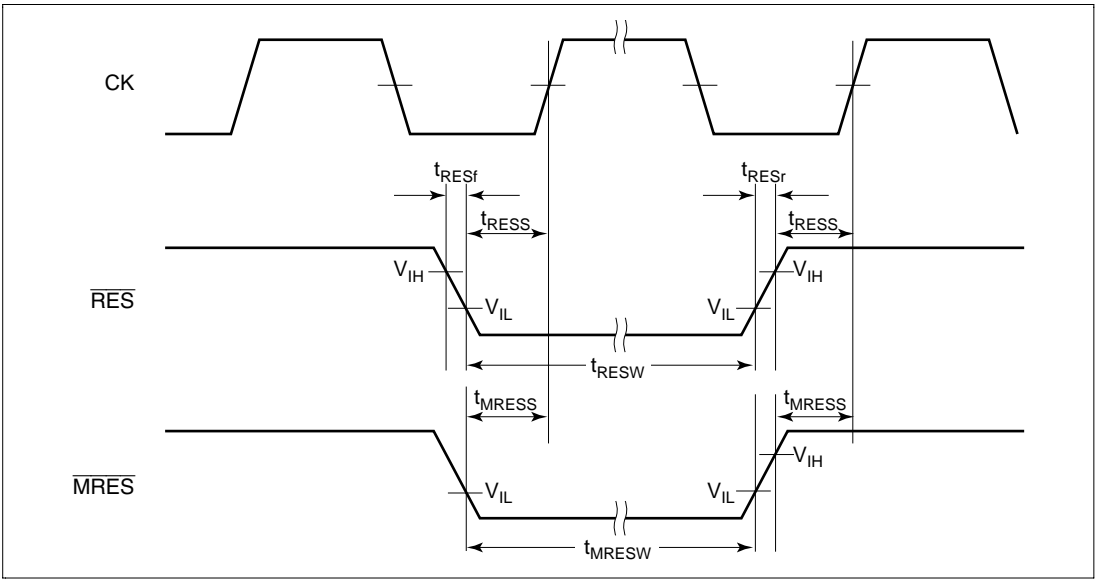 CK
tRESf
tRESr
tRESS
tRESS
VIH
VIH
RES
VIL
VIL
tRESW
tMRESS
tMRESS
VIH
MRES
VIL
VIL
tMRESW